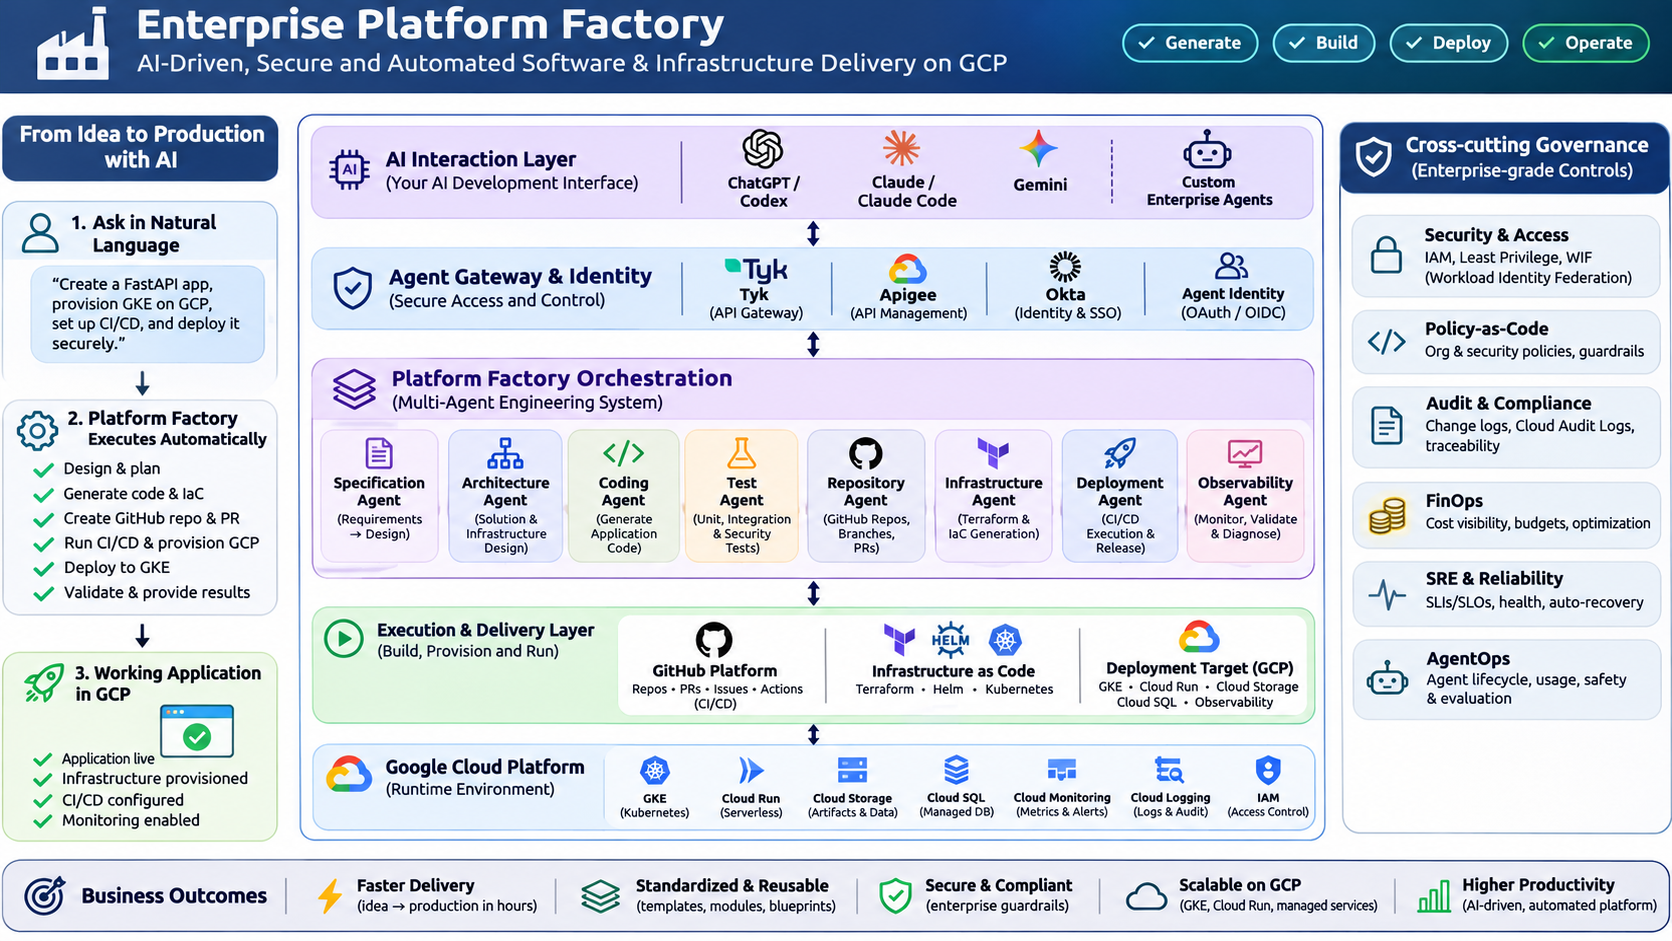 Enterprise Platform Factory
AI-Driven, Secure and Automated Software & Infrastructure Delivery on GCP
Generate
Build
Deploy
Operate
From Idea to Production
with AI
1. Ask in Natural
Language
“Create a FastAPI app,
provision GKE on GCP,
set up CI/CD, and deploy it
securely.”
2. Platform Factory
Executes Automatically
Design & plan
Generate code & IaC
Create GitHub repo & PR
Run CI/CD & provision GCP
Deploy to GKE
Validate & provide results
3. Working Application
in GCP
Application live
Infrastructure provisioned
CI/CD configured
Monitoring enabled
AI
AI Interaction Layer
(Your AI Development Interface)
ChatGPT /
Codex
Claude /
Claude Code
Gemini
Custom
Enterprise Agents
Agent Gateway & Identity
(Secure Access and Control)
Tyk
Tyk
(API Gateway)
Apigee
(API Management)
Okta
(Identity & SSO)
Agent Identity
(OAuth / OIDC)
Platform Factory Orchestration
(Multi-Agent Engineering System)
Specification
Agent
(Requirements
→ Design)
Architecture
Agent
(Solution &
Infrastructure
Design)
Coding
Agent
(Generate
Application
Code)
Test
Agent
(Unit, Integration
& Security
Tests)
Repository
Agent
(GitHub Repos,
Branches,
PRs)
Infrastructure
Agent
(Terraform &
IaC Generation)
Deployment
Agent
(CI/CD
Execution &
Release)
Observability
Agent
(Monitor, Validate
& Diagnose)
Execution & Delivery Layer
(Build, Provision and Run)
GitHub Platform
Repos • PRs • Issues • Actions
(CI/CD)
HELM
Infrastructure as Code
Terraform • Helm • Kubernetes
Deployment Target (GCP)
GKE • Cloud Run • Cloud Storage
Cloud SQL • Observability
Google Cloud Platform
(Runtime Environment)
GKE
(Kubernetes)
Cloud Run
(Serverless)
Cloud Storage
(Artifacts & Data)
Cloud SQL
(Managed DB)
Cloud Monitoring
(Metrics & Alerts)
Cloud Logging
(Logs & Audit)
IAM
(Access Control)
Cross-cutting Governance
(Enterprise-grade Controls)
Security & Access
IAM, Least Privilege, WIF
(Workload Identity Federation)
Policy-as-Code
Org & security policies, guardrails
Audit & Compliance
Change logs, Cloud Audit Logs,
traceability
FinOps
Cost visibility, budgets, optimization
SRE & Reliability
SLIs/SLOs, health, auto-recovery
AgentOps
Agent lifecycle, usage, safety
& evaluation
Business Outcomes
Faster Delivery
(idea → production in hours)
Standardized & Reusable
(templates, modules, blueprints)
Secure & Compliant
(enterprise guardrails)
Scalable on GCP
(GKE, Cloud Run, managed services)
Higher Productivity
(AI-driven, automated platform)